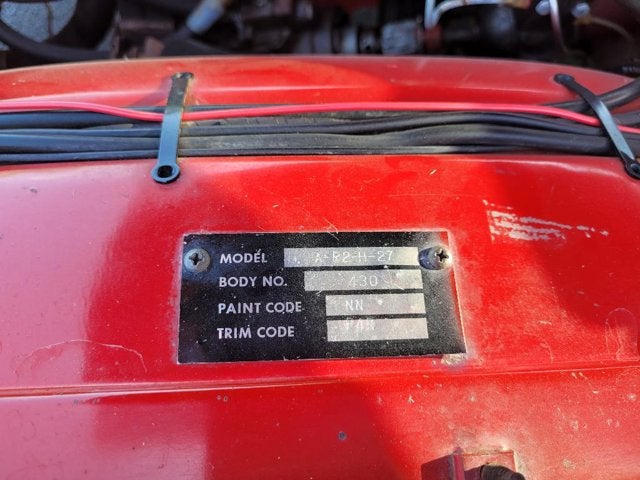 MODEL
BODY NO. 430
PAINT CODE NN
TRIM CODE